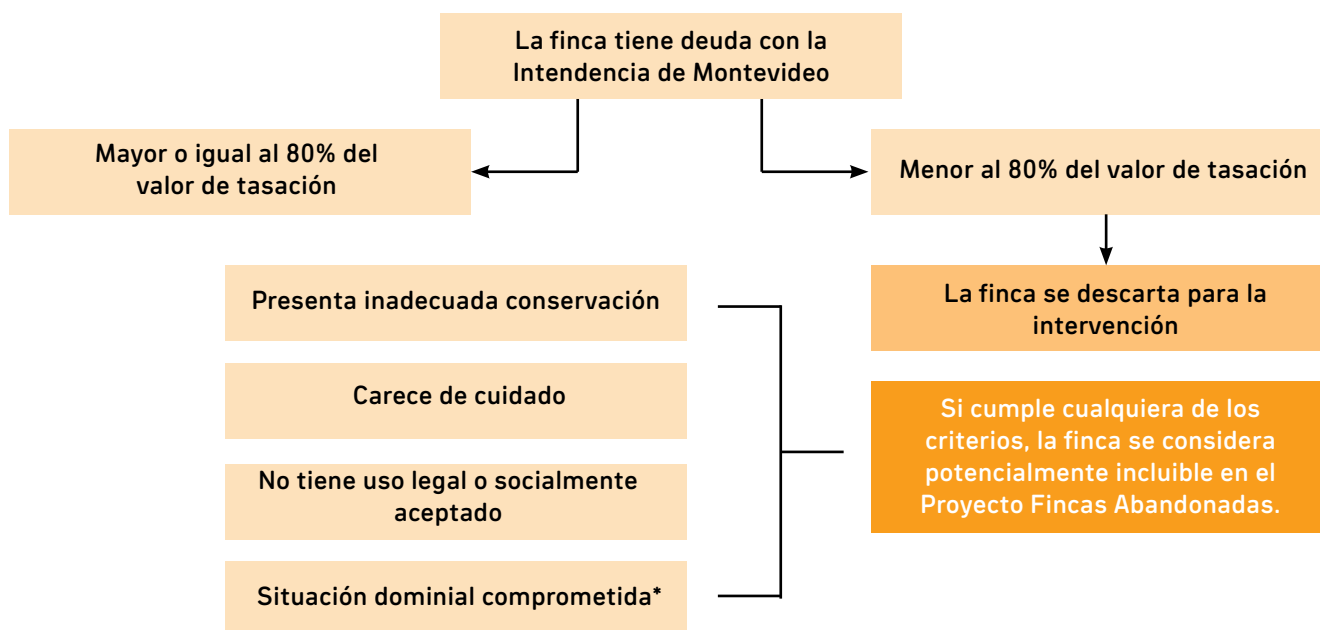 La finca tiene deuda con la
Intendencia de Montevideo
Mayor o igual al 80% del
valor de tasación
Menor al 80% del valor de tasación
La finca se descarta para la
intervención
Presenta inadecuada conservación
Carece de cuidado
No tiene uso legal o socialmente
aceptado
Situación dominial comprometida*
Si cumple cualquiera de los
criterios, la finca se considera
potencialmente incluible en el
Proyecto Fincas Abandonadas.